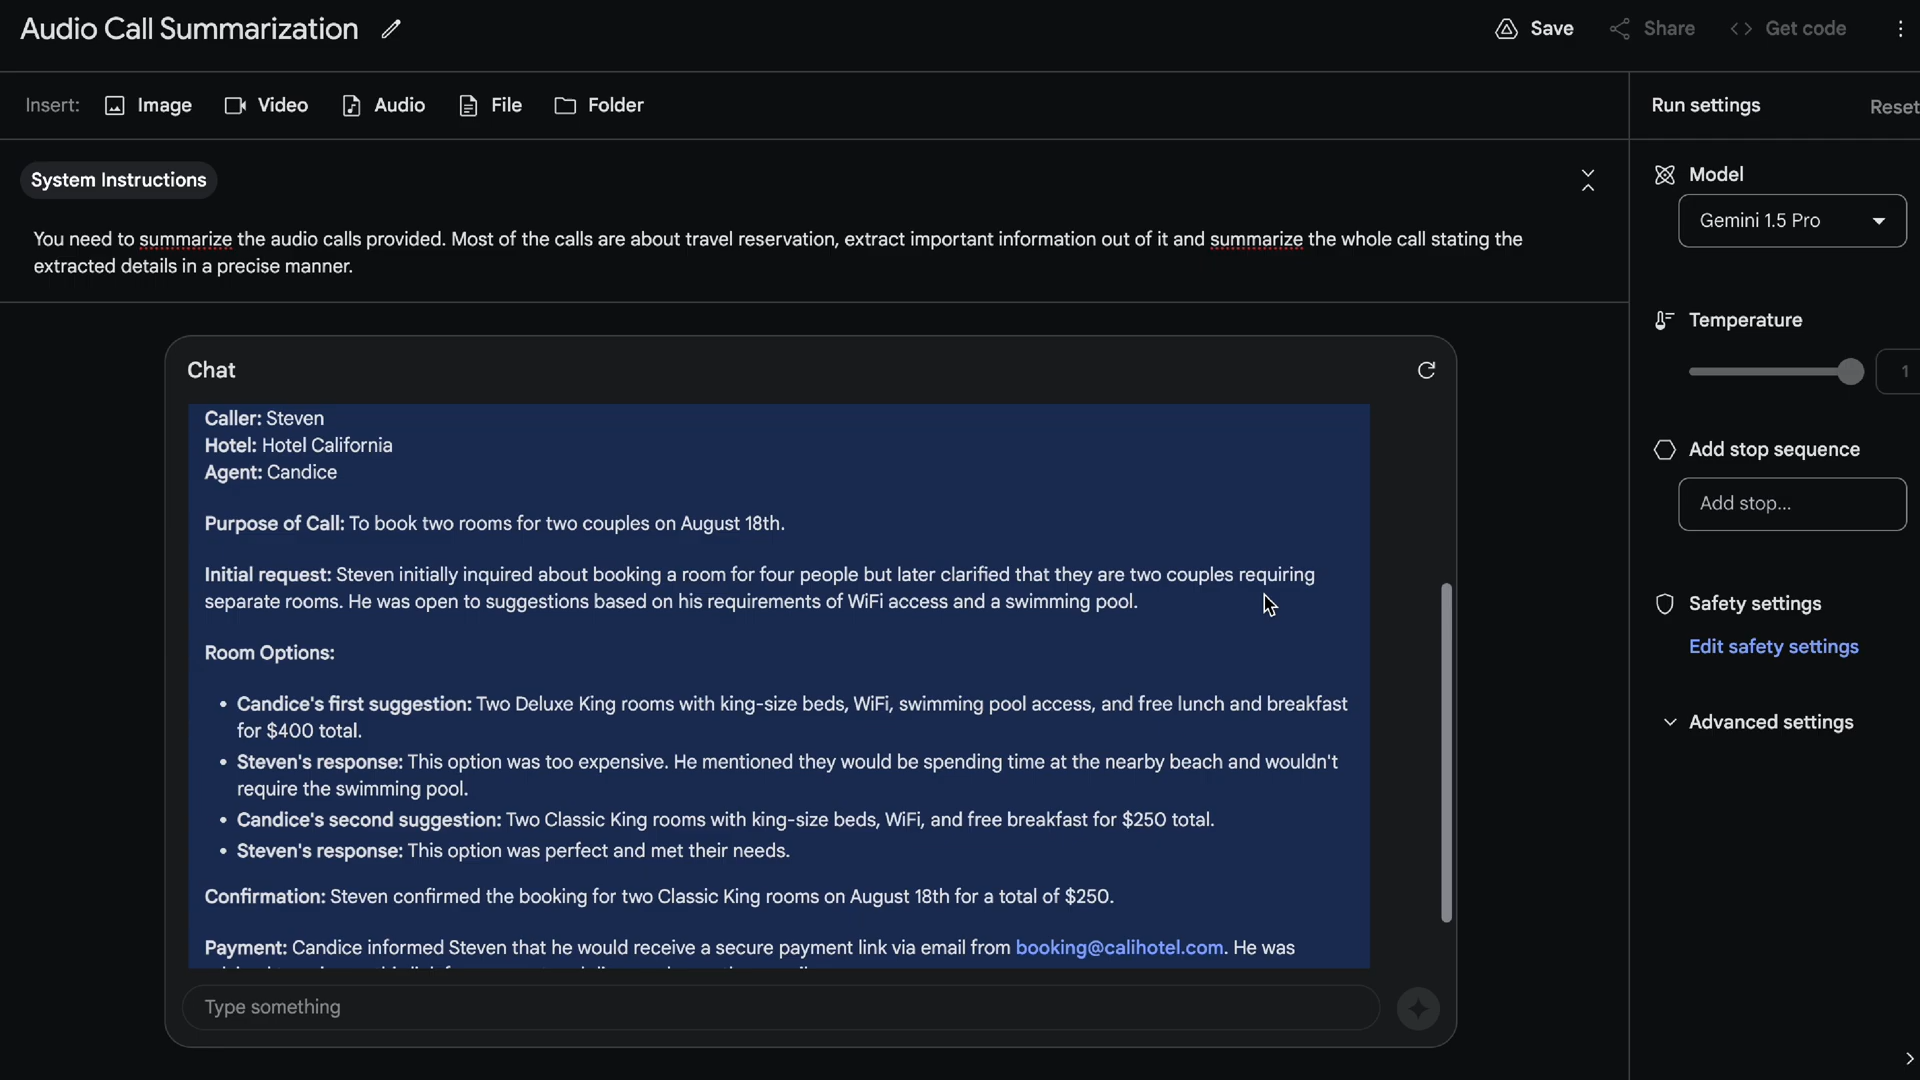 Audio Call Summarization
Save
Share
Get code
Insert:
Image
Video
Audio
File
Folder
Run settings
Reset
System Instructions
You need to summarize the audio calls provided. Most of the calls are about travel reservation, extract important information out of it and summarize the whole call stating the
extracted details in a precise manner.
Chat
Caller: Steven
Hotel: Hotel California
Agent: Candice
Purpose of Call: To book two rooms for two couples on August 18th.
Initial request: Steven initially inquired about booking a room for four people but later clarified that they are two couples requiring
separate rooms. He was open to suggestions based on his requirements of WiFi access and a swimming pool.
Room Options:
• Candice's first suggestion: Two Deluxe King rooms with king-size beds, WiFi, swimming pool access, and free lunch and breakfast
for $400 total.
• Steven's response: This option was too expensive. He mentioned they would be spending time at the nearby beach and wouldn't
require the swimming pool.
• Candice's second suggestion: Two Classic King rooms with king-size beds, WiFi, and free breakfast for $250 total.
• Steven's response: This option was perfect and met their needs.
Confirmation: Steven confirmed the booking for two Classic King rooms on August 18th for a total of $250.
Payment: Candice informed Steven that he would receive a secure payment link via email from booking@calihotel.com. He was
Type something
Model
Gemini 1.5 Pro
Temperature
1
Add stop sequence
Add stop...
Safety settings
Edit safety settings
Advanced settings